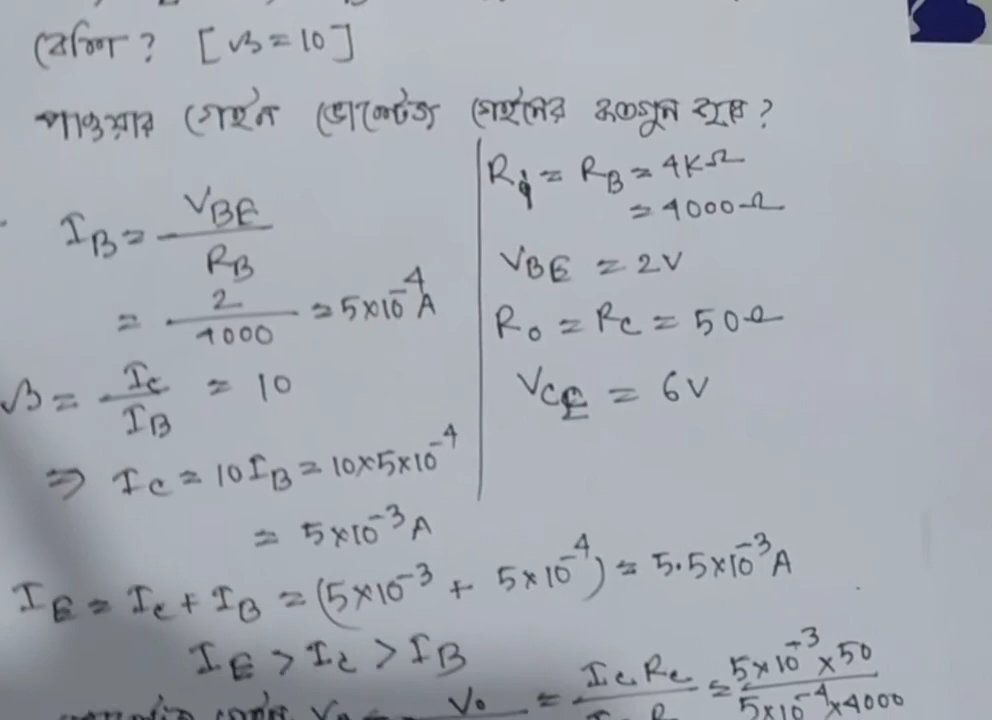 বেশি? [β = 10]
পাওয়ার গেইন ভোল্টেজ গেইনের কতগুন বৃহৎ?
I_B = V_BE / R_B
= 2 / 4000 = 5×10^-4 A
β = I_C / I_B = 10
⇒ I_C = 10 I_B = 10×5×10^-4
= 5×10^-3 A
R_i = R_B = 4KΩ
= 4000Ω
V_BE = 2V
R_o = R_C = 50Ω
V_CE = 6V
I_E = I_C + I_B = (5×10^-3 + 5×10^-4) = 5.5×10^-3 A
I_E > I_C > I_B
V_o = I_C R_C = 5×10^-3 ×50 / 5×10^-4 ×4000